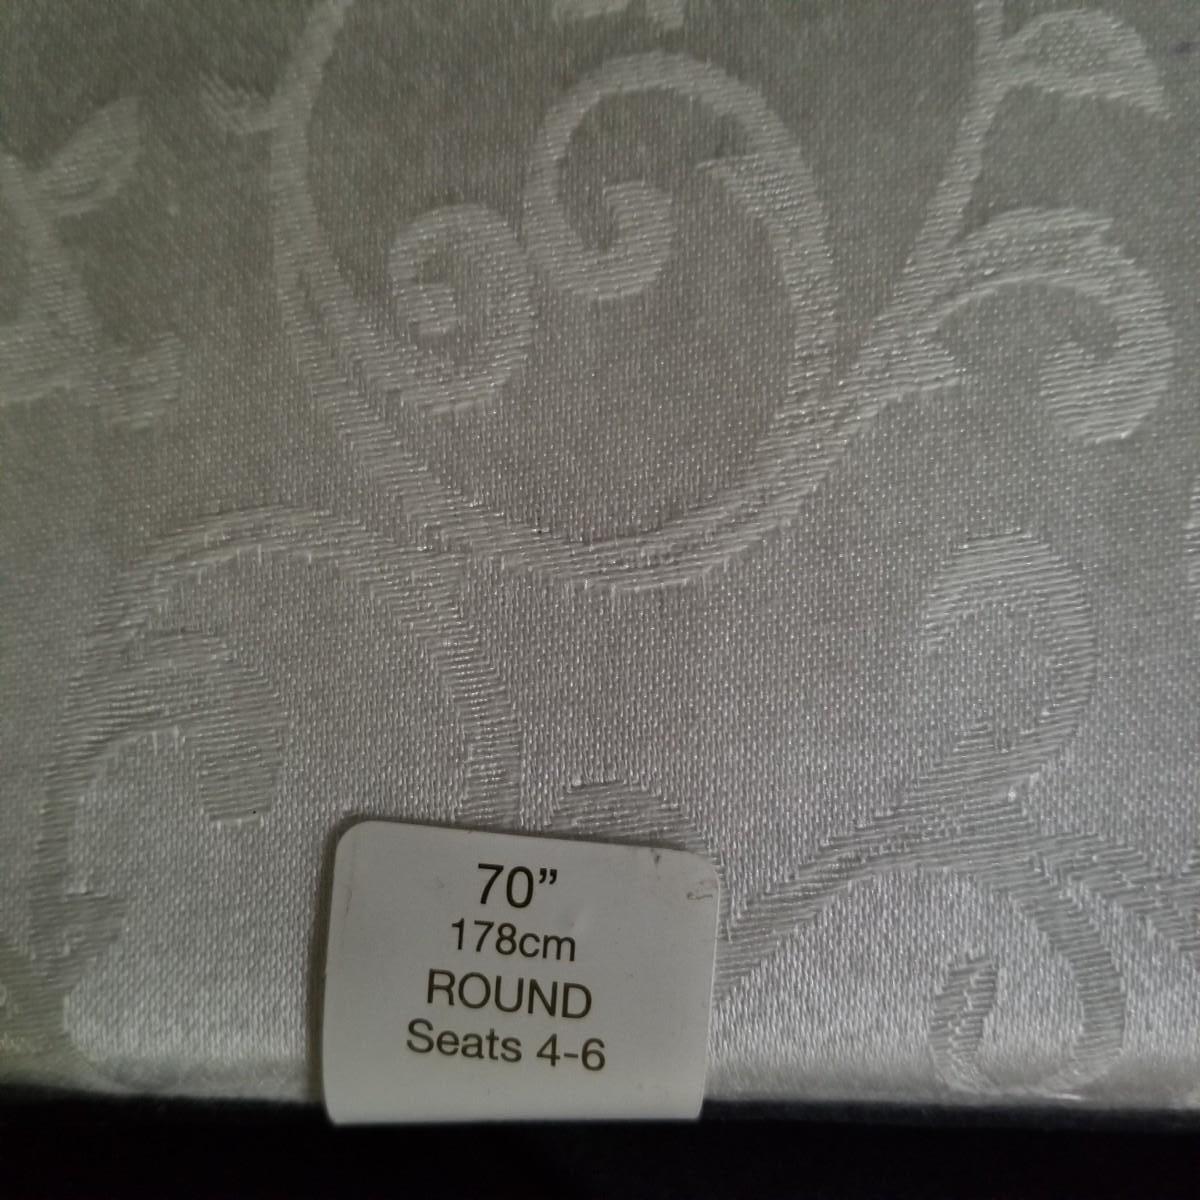 70”
178cm
ROUND
Seats 4-6